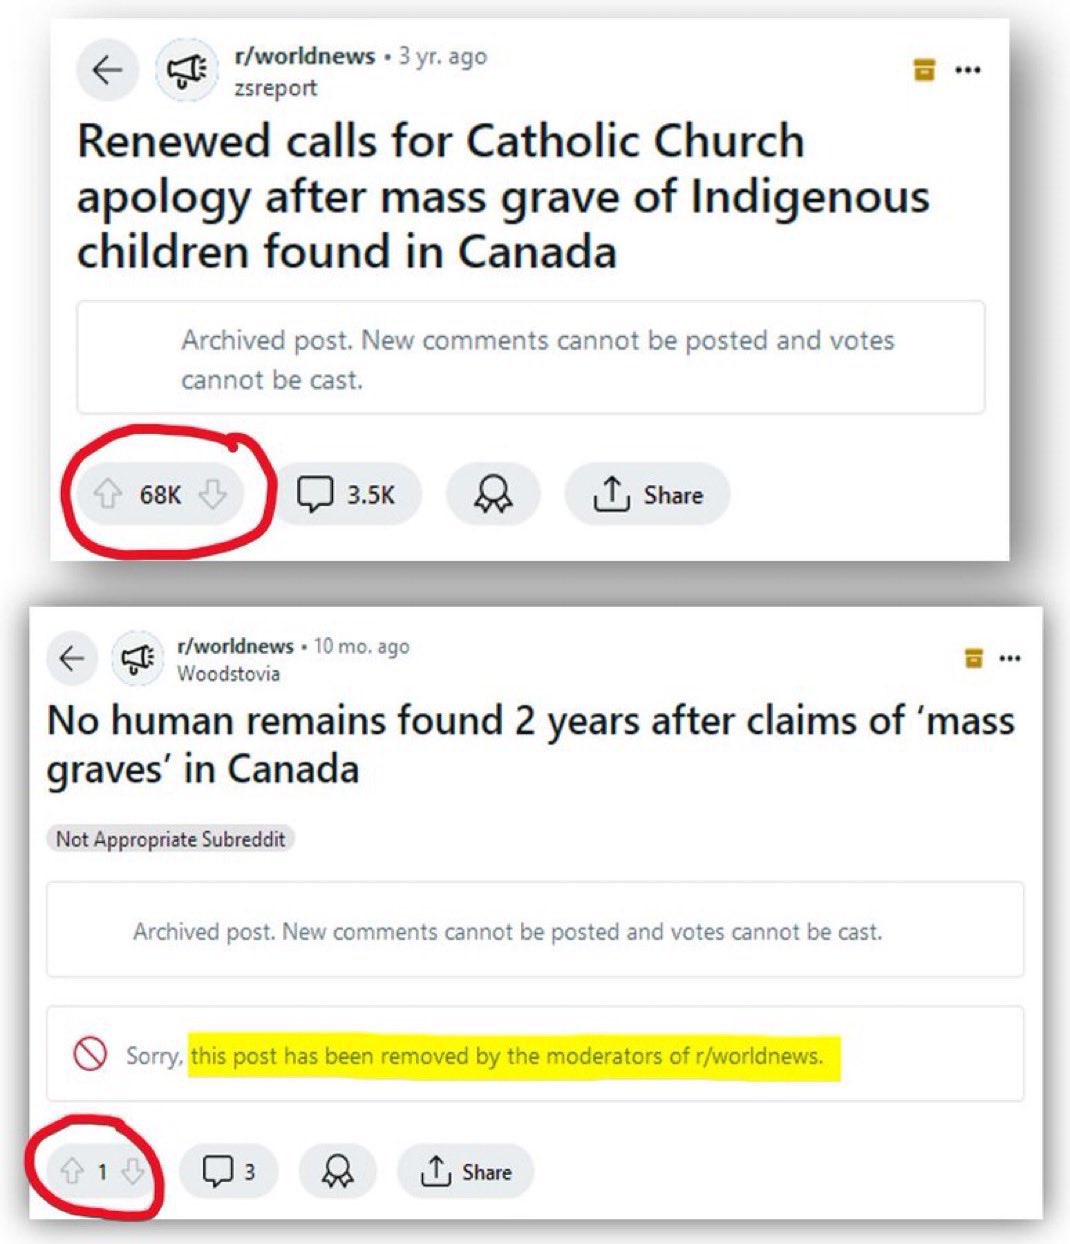 r/worldnews • 3 yr. ago
zsreport
Renewed calls for Catholic Church
apology after mass grave of Indigenous
children found in Canada
Archived post. New comments cannot be posted and votes
cannot be cast.
68K
3.5K
Share
r/worldnews • 10 mo. ago
Woodstovia
No human remains found 2 years after claims of ‘mass
graves’ in Canada
Not Appropriate Subreddit
Archived post. New comments cannot be posted and votes cannot be cast.
Sorry, this post has been removed by the moderators of r/worldnews.
1
3
Share